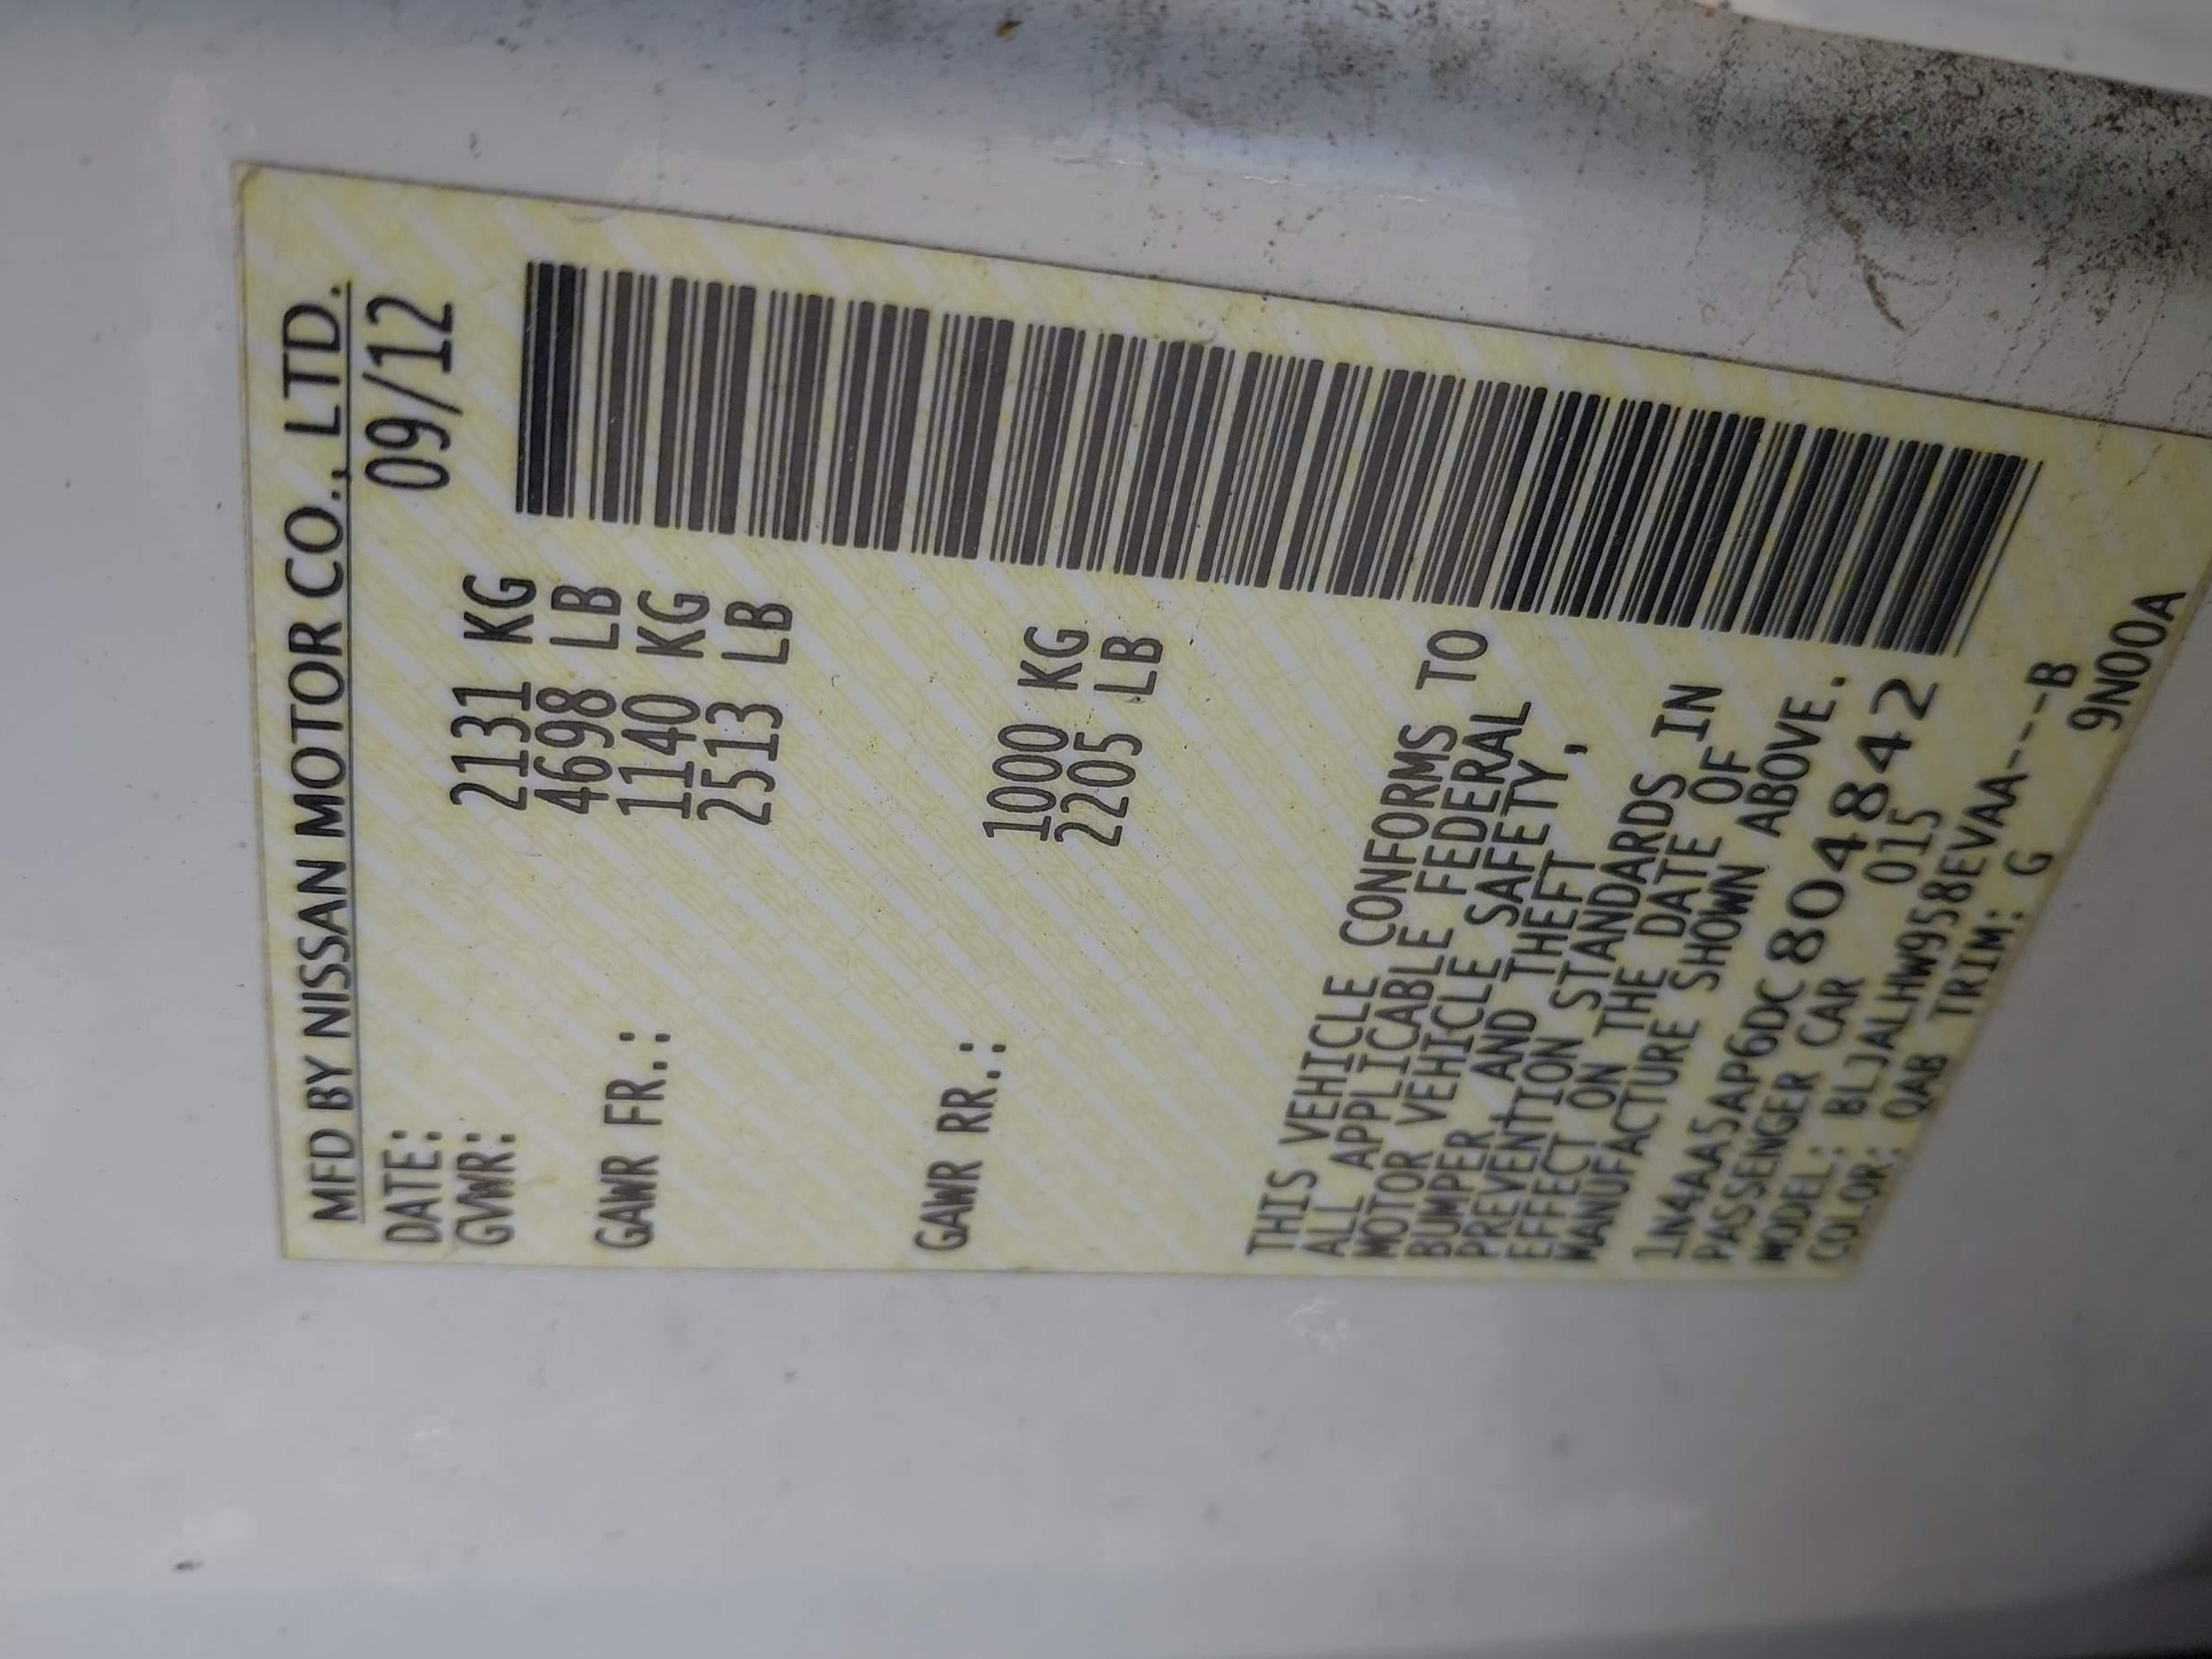 MFD BY NISSAN MOTOR CO., LTD.
DATE: 09/12
GVWR: 2131 KG
4698 LB
GAWR FR.: 1140 KG
2513 LB
GAWR RR.: 1000 KG
2205 LB
THIS VEHICLE CONFORMS TO
ALL APPLICABLE FEDERAL
MOTOR VEHICLE SAFETY,
BUMPER, AND THEFT
PREVENTION STANDARDS IN
EFFECT ON THE DATE OF
MANUFACTURE SHOWN ABOVE.
1N4AA5AP6DC804842
PASSENGER CAR 015
MODEL: BLJALHW958EVAA----B
COLOR: QAB TRIM: G 9N00A